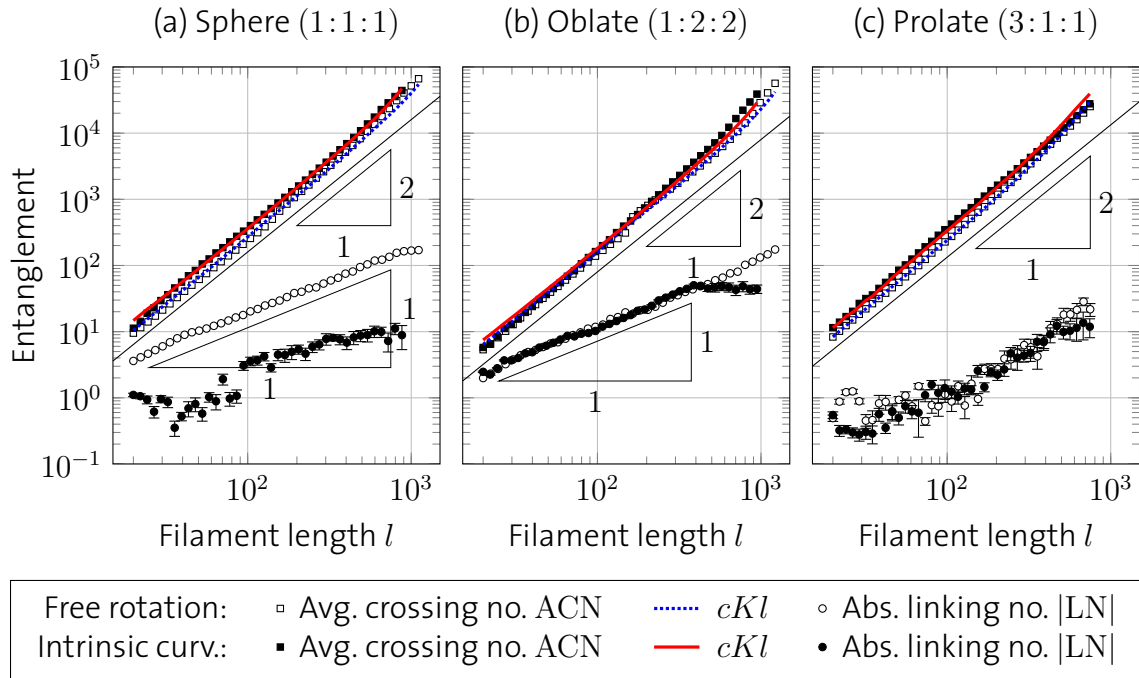 (a) Sphere (1:1:1)
(b) Oblate (1:2:2)
(c) Prolate (3:1:1)
Entanglement
10^5
10^4
10^3
10^2
10^1
10^0
10^−1
2
1
1
1
2
1
1
1
2
1
10^2
10^3
10^2
10^3
10^2
10^3
Filament length l
Filament length l
Filament length l
Free rotation: Avg. crossing no. ACN cKl Abs. linking no. |LN|
Intrinsic curv.: Avg. crossing no. ACN cKl Abs. linking no. |LN|